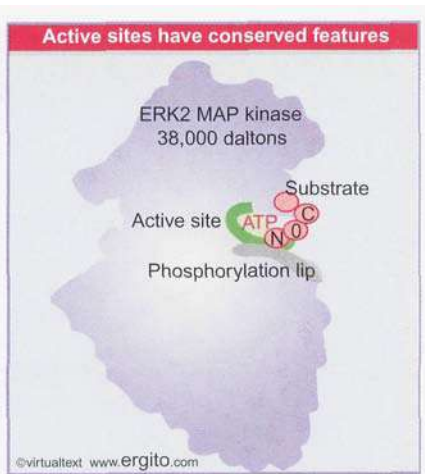 Active sites have conserved features
ERK2 MAP kinase
38,000 daltons
Substrate
Active site
ATP
C
0
N
Phosphorylation lip
©virtualtext www.ergito.com